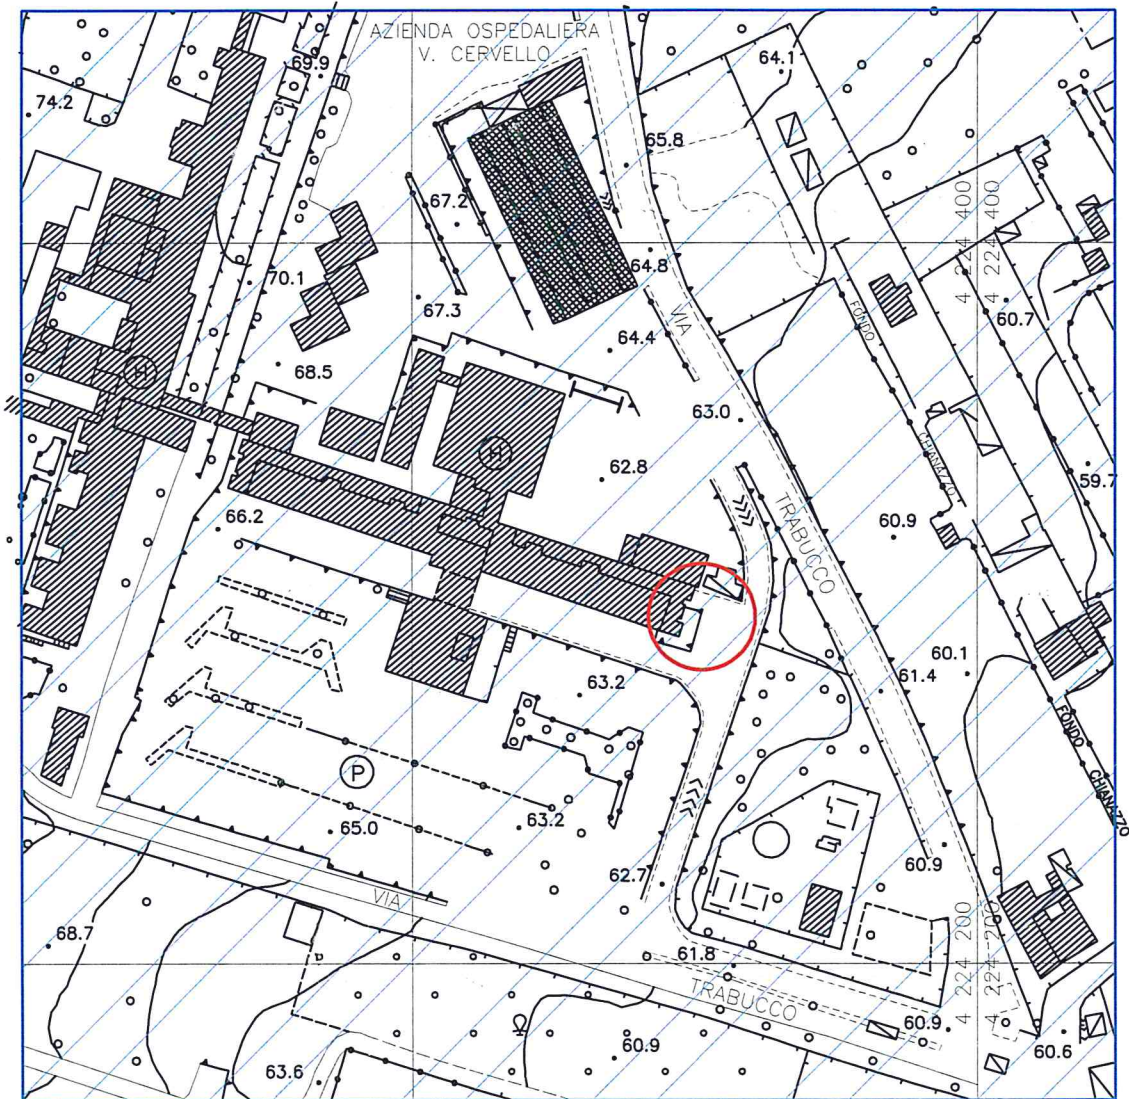 AZIENDA OSPEDALIERA
V. CERVELLO
69.9
64.1
74.2
65.8
67.2
4 224 400
4 224 400
64.8
70.1
67.3
VIA
FONDO
60.7
64.4
68.5
H
63.0
CHIANAZZO
H
62.8
59.7
TRABUCCO
66.2
60.9
60.1
63.2
61.4
FONDO CHIANAZZO
P
65.0
63.2
60.9
62.7
VIA
68.7
61.8
4 224 200
4 224 200
TRABUCCO
60.9
60.9
60.6
63.6